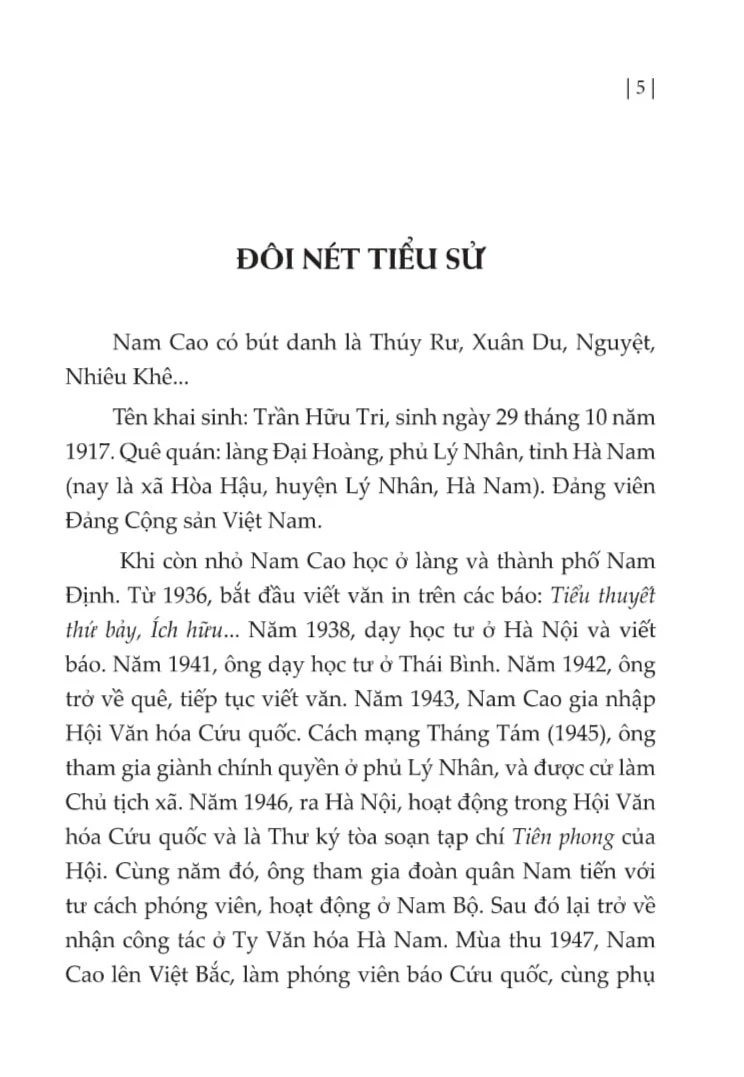 | 5 |
ĐÔI NÉT TIỂU SỬ
Nam Cao có bút danh là Thúy Rư, Xuân Du, Nguyệt,
Nhiêu Khê...
Tên khai sinh: Trần Hữu Tri, sinh ngày 29 tháng 10 năm
1917. Quê quán: làng Đại Hoàng, phủ Lý Nhân, tỉnh Hà Nam
(nay là xã Hòa Hậu, huyện Lý Nhân, Hà Nam). Đảng viên
Đảng Cộng sản Việt Nam.
Khi còn nhỏ Nam Cao học ở làng và thành phố Nam
Định. Từ 1936, bắt đầu viết văn in trên các báo: Tiểu thuyết
thứ bảy, Ích hữu... Năm 1938, dạy học tư ở Hà Nội và viết
báo. Năm 1941, ông dạy học tư ở Thái Bình. Năm 1942, ông
trở về quê, tiếp tục viết văn. Năm 1943, Nam Cao gia nhập
Hội Văn hóa Cứu quốc. Cách mạng Tháng Tám (1945), ông
tham gia giành chính quyền ở phủ Lý Nhân, và được cử làm
Chủ tịch xã. Năm 1946, ra Hà Nội, hoạt động trong Hội Văn
hóa Cứu quốc và là Thư ký tòa soạn tạp chí Tiên phong của
Hội. Cùng năm đó, ông tham gia đoàn quân Nam tiến với
tư cách phóng viên, hoạt động ở Nam Bộ. Sau đó lại trở về
nhận công tác ở Ty Văn hóa Hà Nam. Mùa thu 1947, Nam
Cao lên Việt Bắc, làm phóng viên báo Cứu quốc, cùng phụ